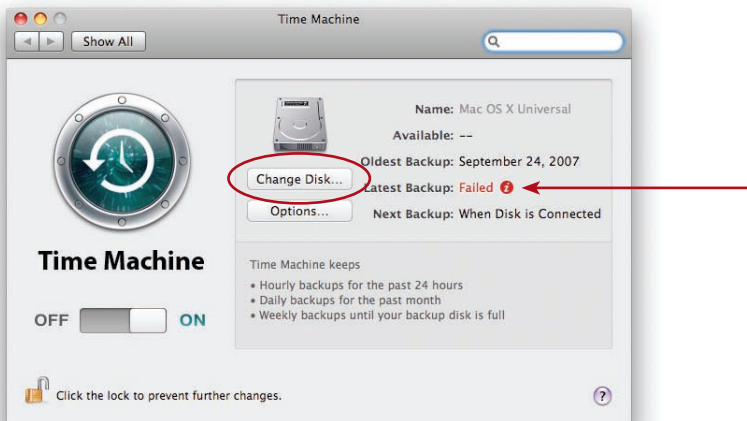 Time Machine
Show All
Name: Mac OS X Universal
Available: --
Oldest Backup: September 24, 2007
Change Disk...
Latest Backup: Failed
Options...
Next Backup: When Disk is Connected
Time Machine
Time Machine keeps
• Hourly backups for the past 24 hours
• Daily backups for the past month
• Weekly backups until your backup disk is full
OFF ON
Click the lock to prevent further changes.
?